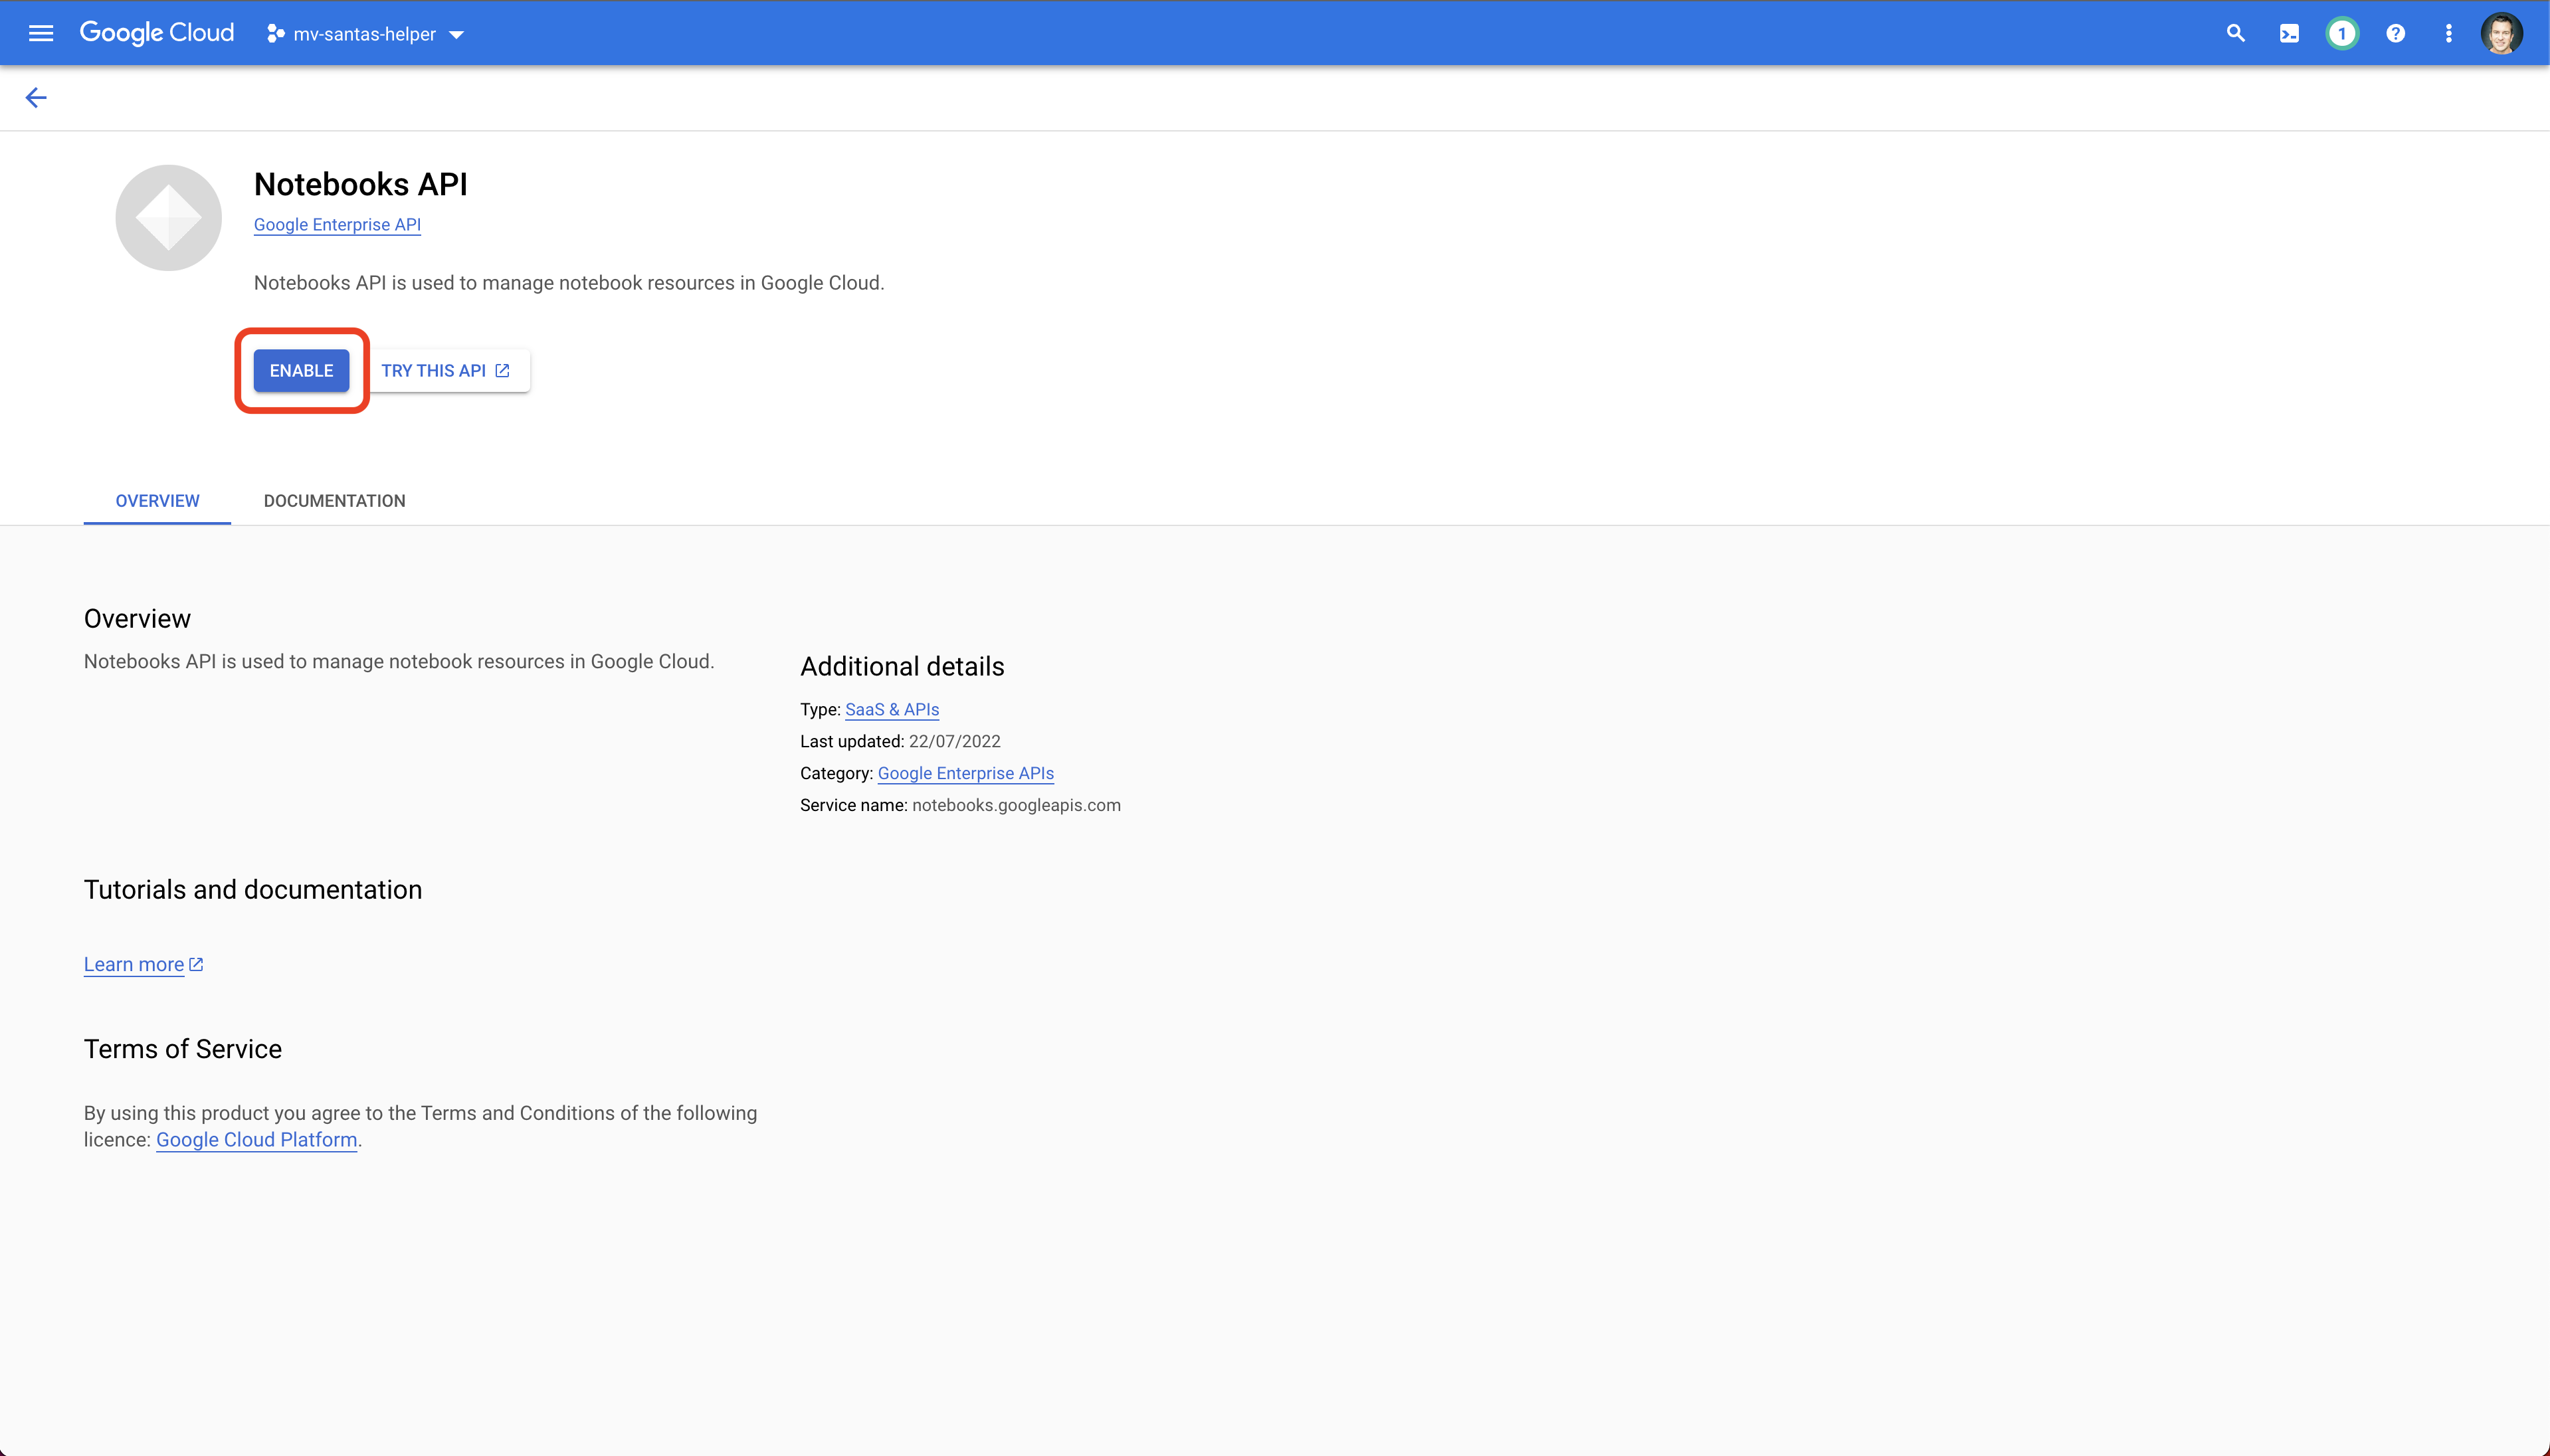 Google Cloud mv-santas-helper 1
Notebooks API
Google Enterprise API
Notebooks API is used to manage notebook resources in Google Cloud.
ENABLE TRY THIS API
OVERVIEW DOCUMENTATION
Overview
Notebooks API is used to manage notebook resources in Google Cloud.
Additional details
Type: SaaS & APIs
Last updated: 22/07/2022
Category: Google Enterprise APIs
Service name: notebooks.googleapis.com
Tutorials and documentation
Learn more
Terms of Service
By using this product you agree to the Terms and Conditions of the following
licence: Google Cloud Platform.